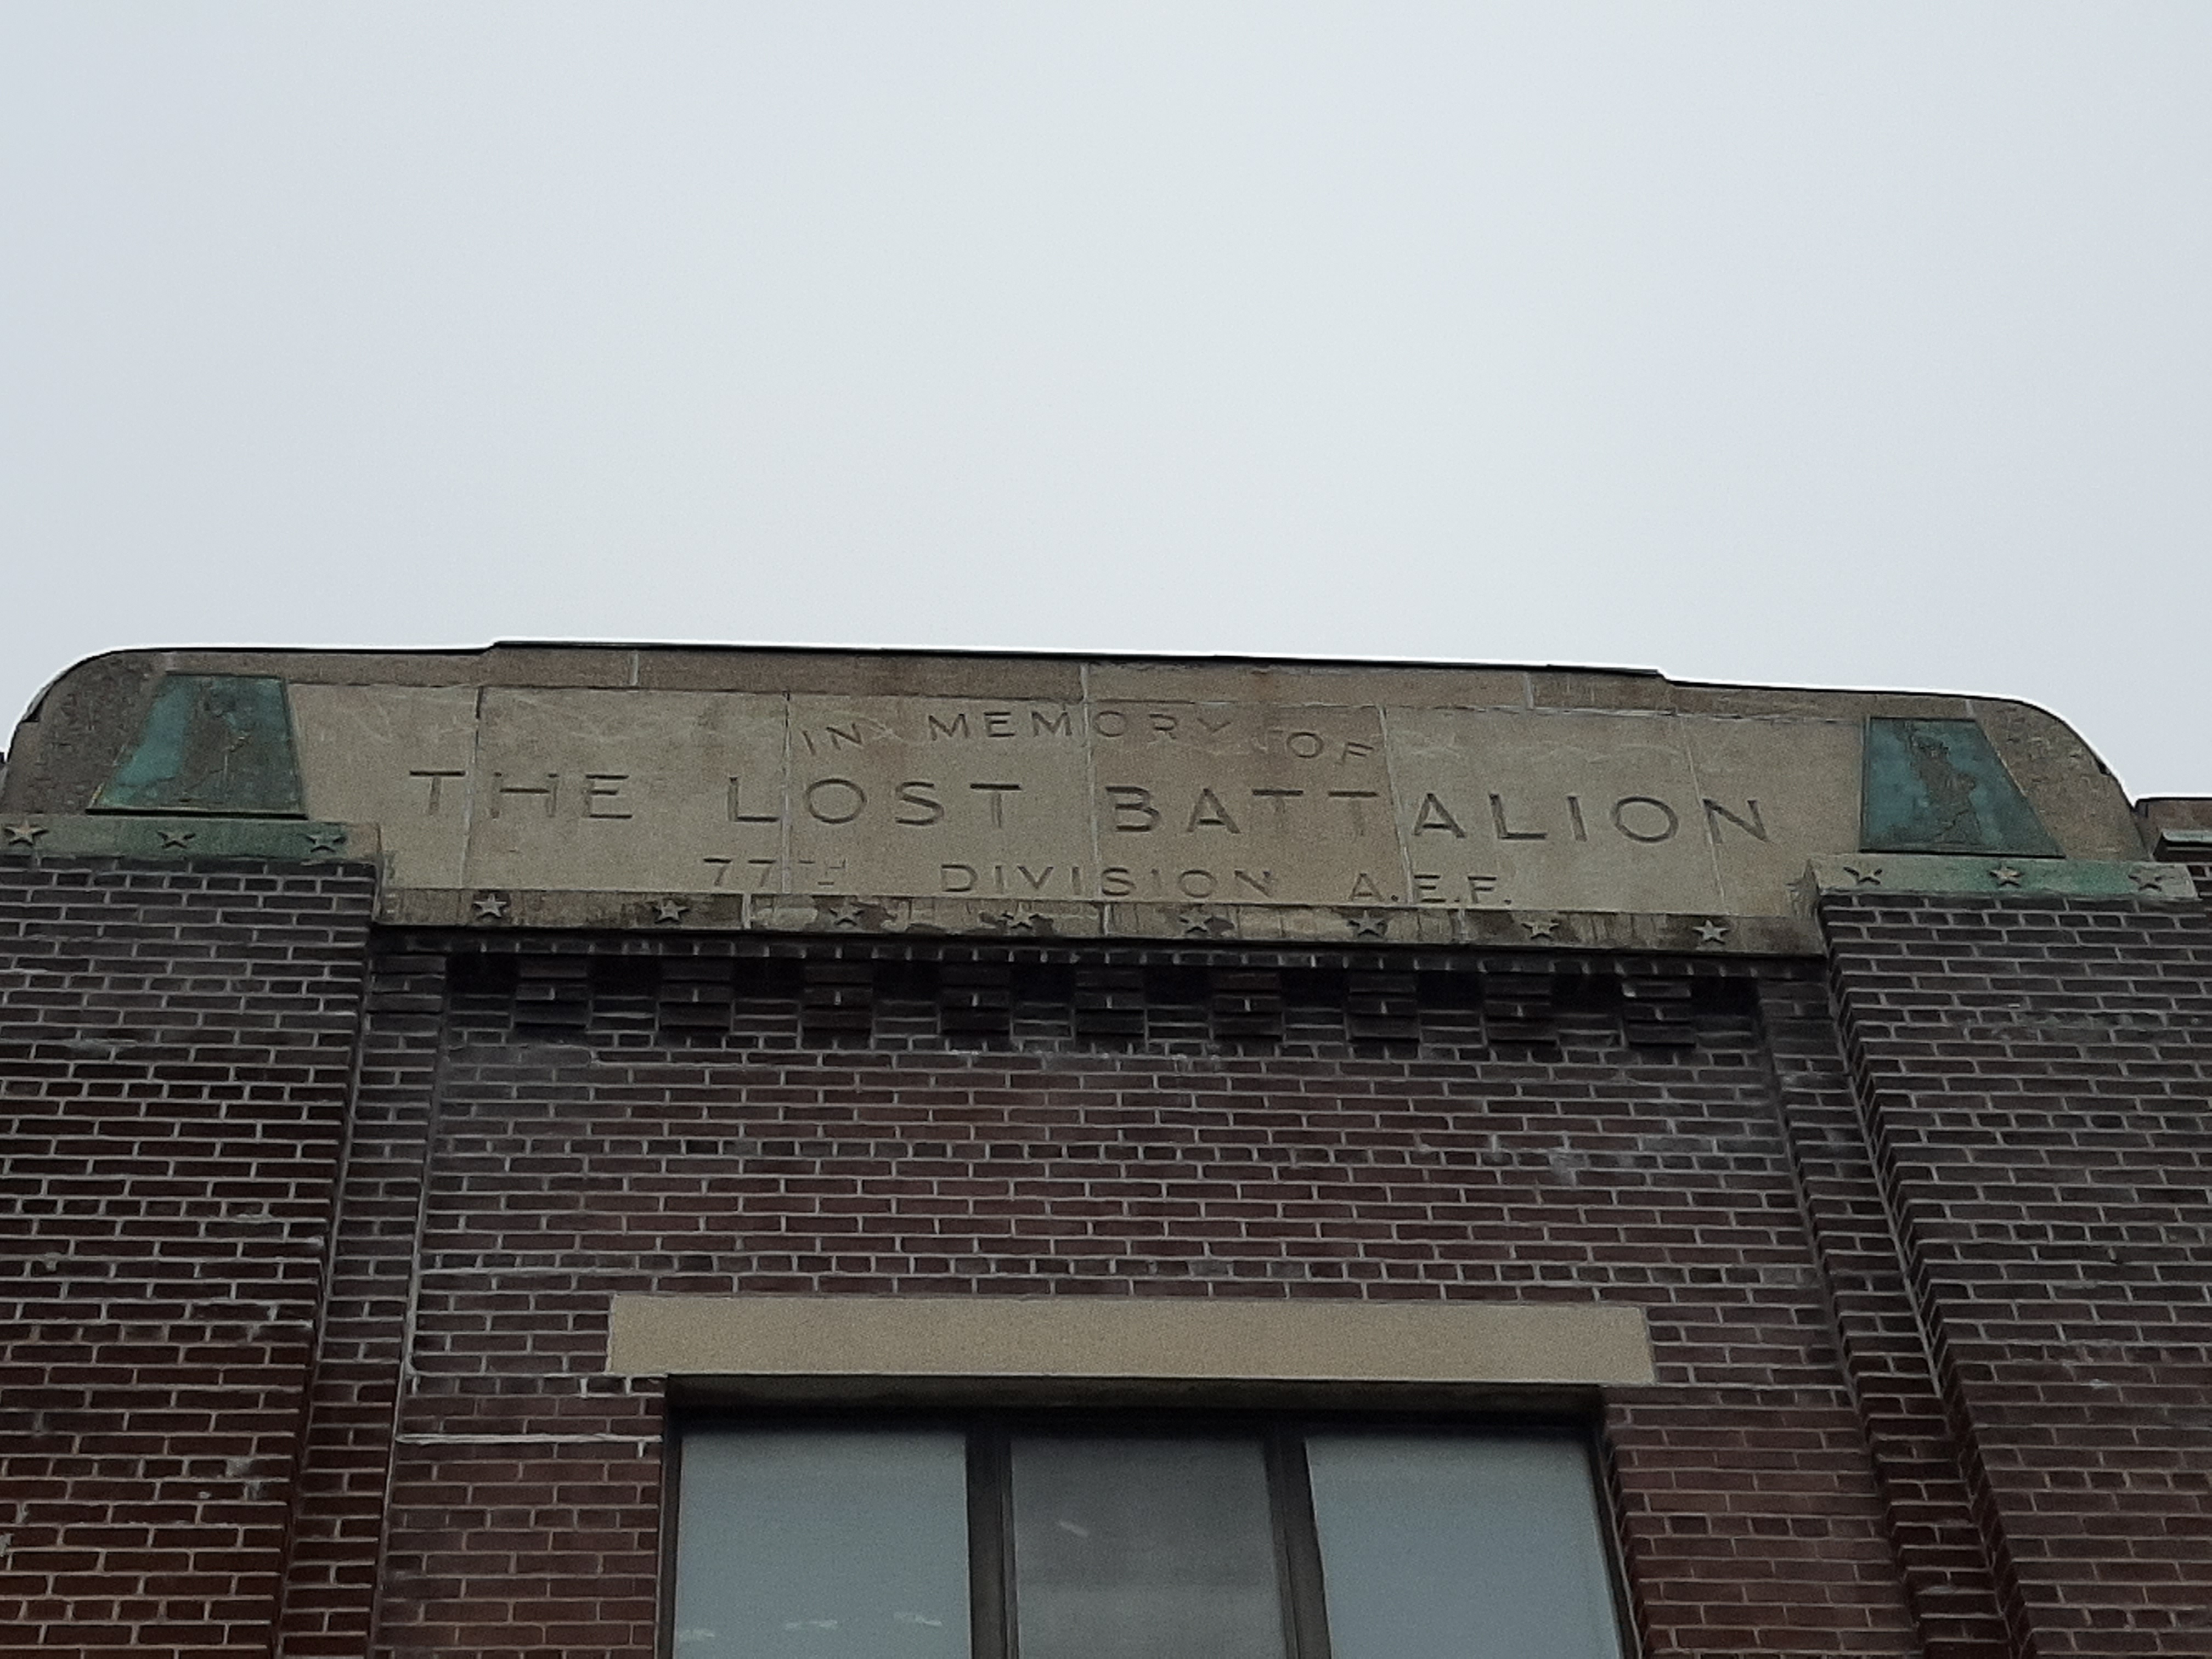 IN MEMORY OF
THE LOST BATTALION
77TH DIVISION A.E.F.